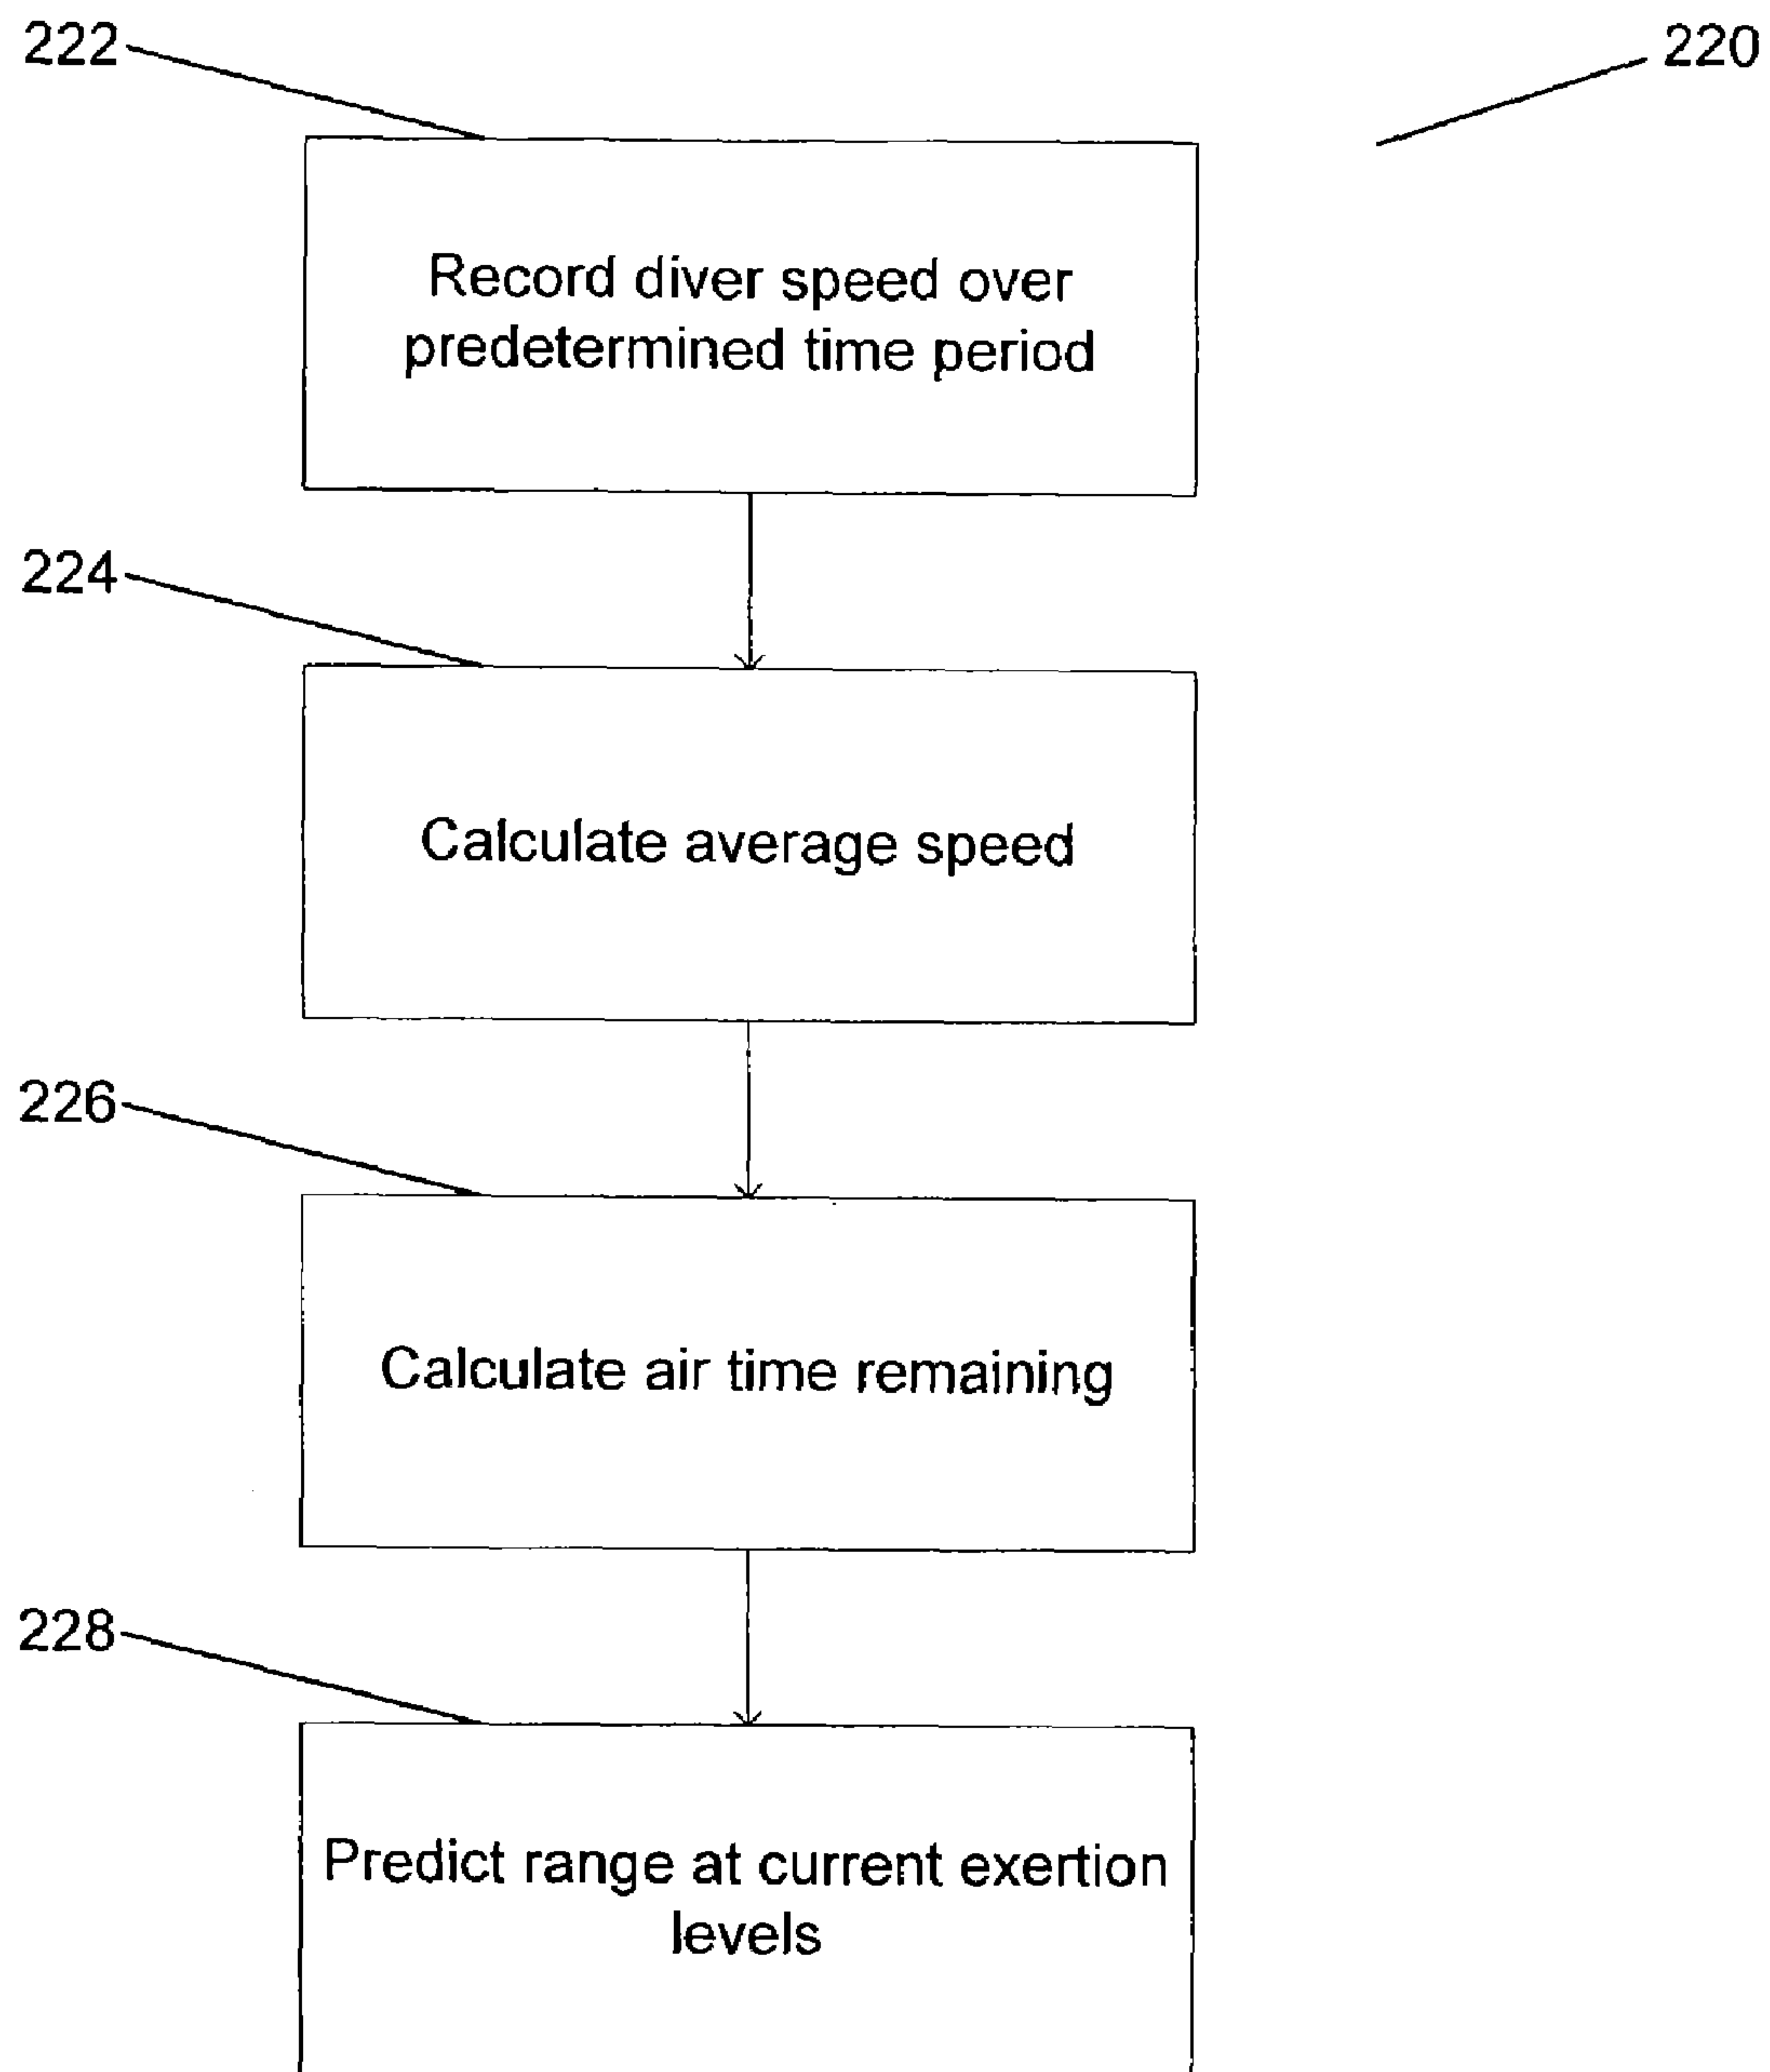 222
220
Record diver speed over
predetermined time period
224
Calculate average speed
226
Calculate air time remaining
228
Predict range at current exertion
levels